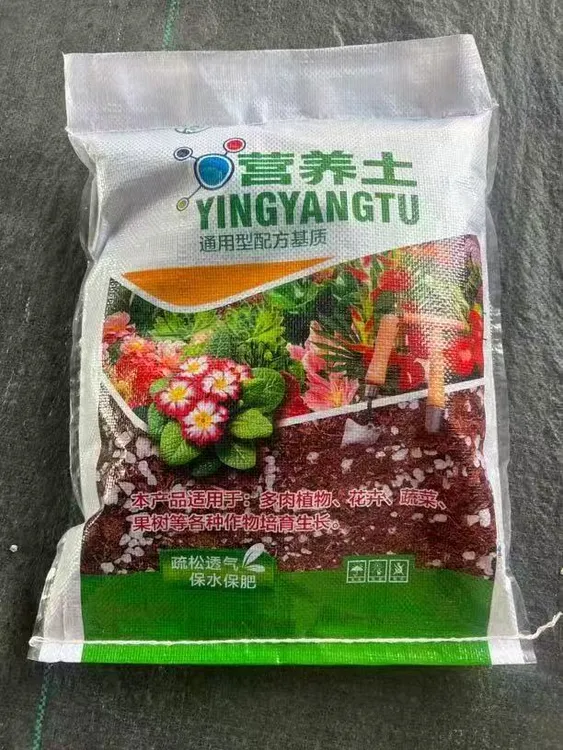 营养土
YINGYANGTU
通用型配方基质
本产品适用于：多肉植物、花卉、蔬菜、
果树等各种作物培育生长。
疏松透气
保水保肥